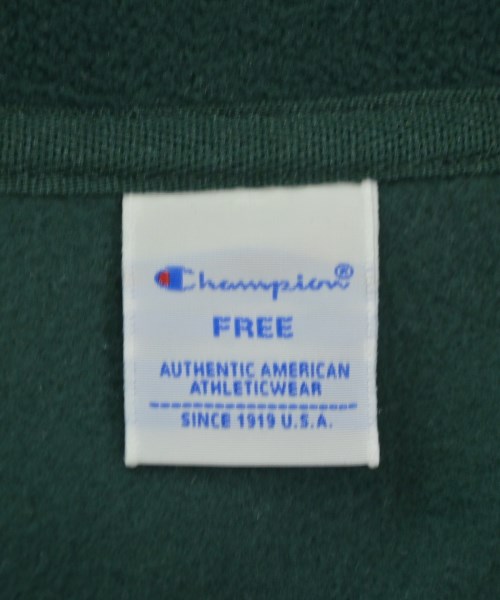 Champion®
FREE
AUTHENTIC AMERICAN
ATHLETICWEAR
SINCE 1919 U.S.A.